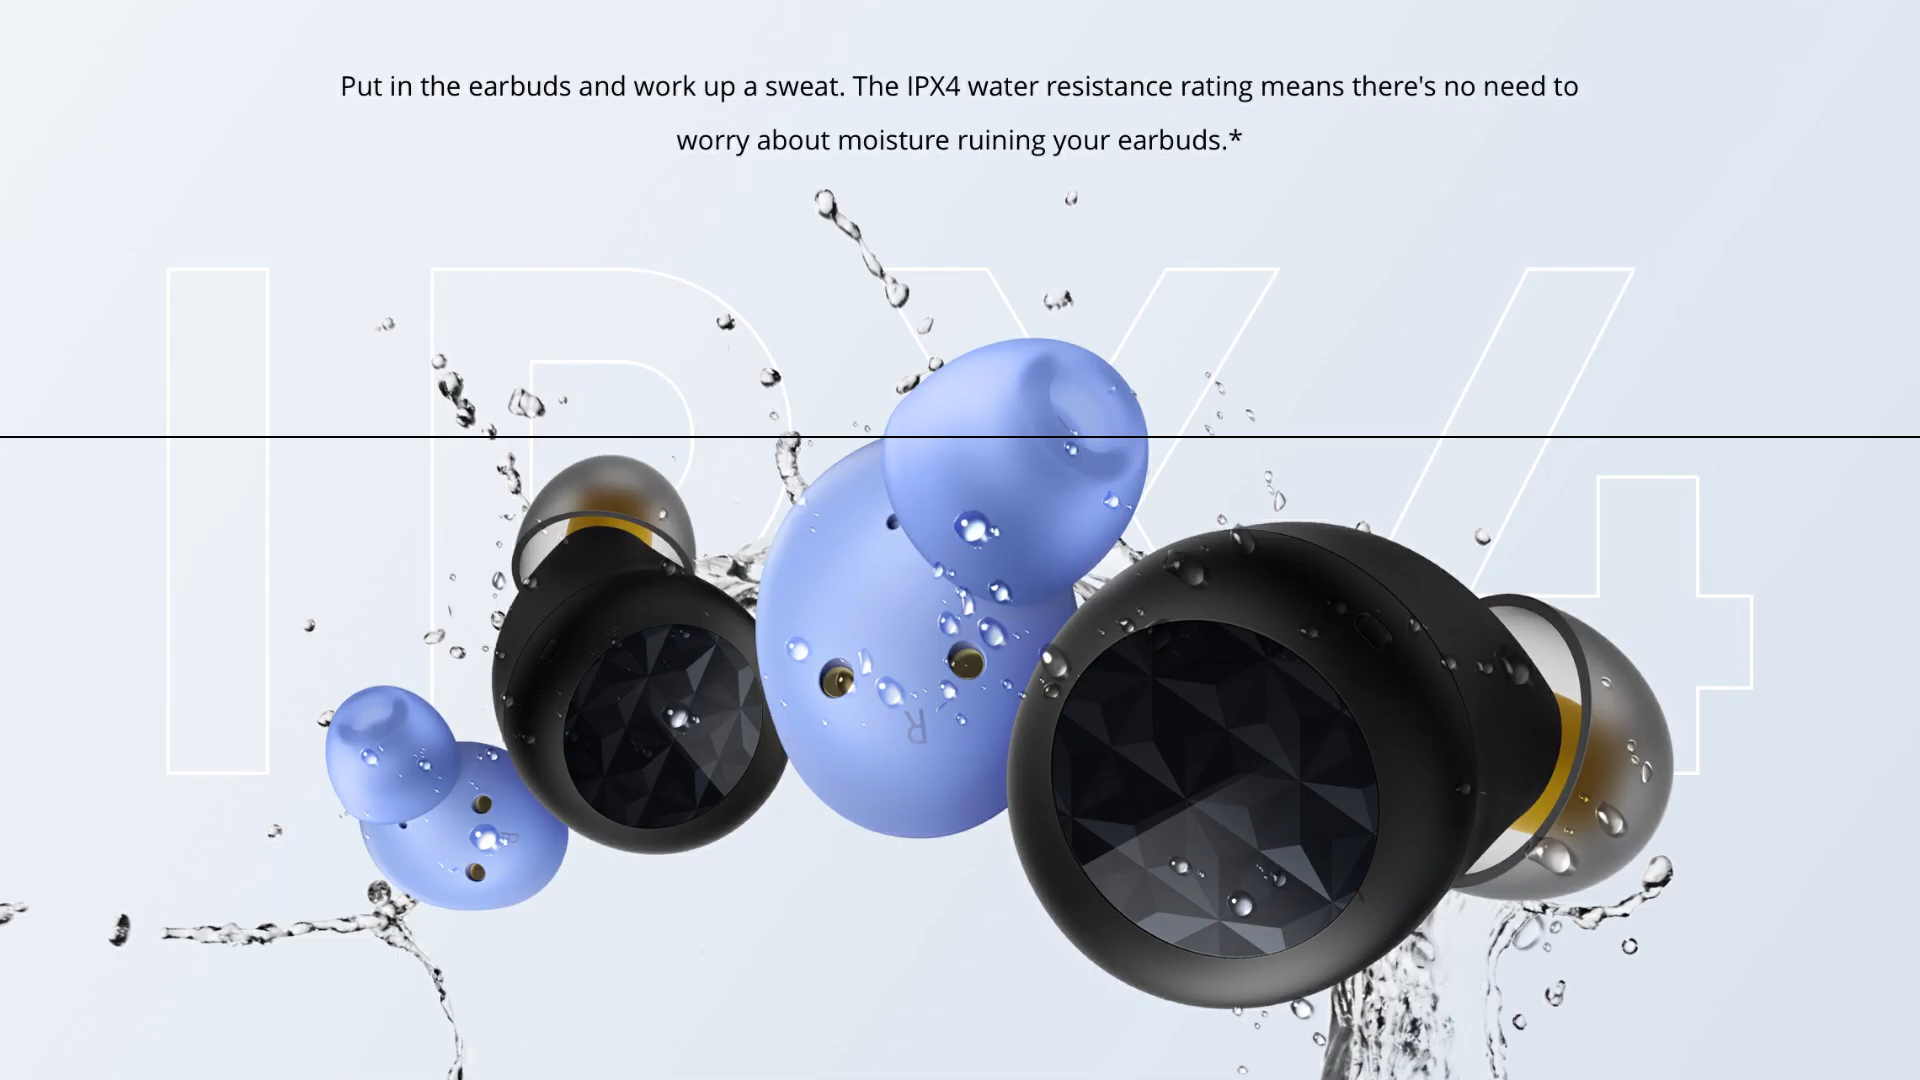 Put in the earbuds and work up a sweat. The IPX4 water resistance rating means there's no need to
worry about moisture ruining your earbuds.*
IPX4
R
R